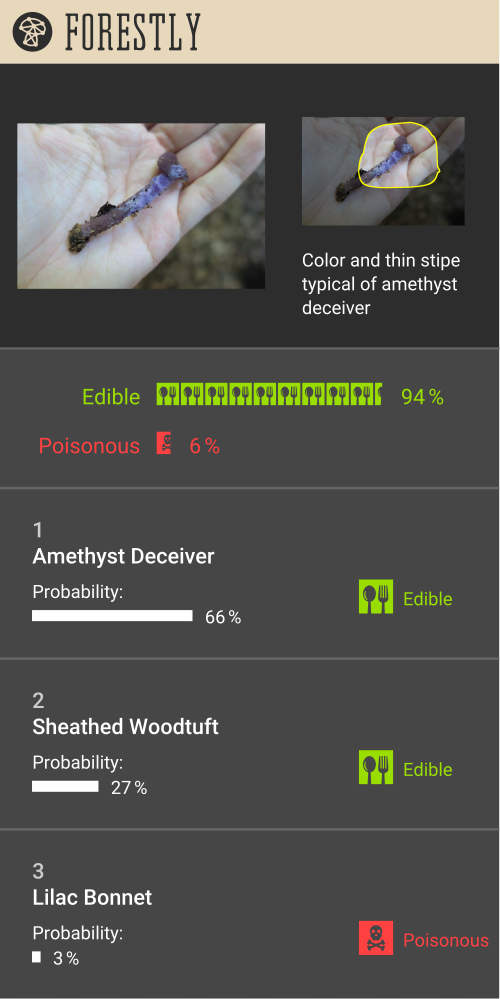 FORESTLY
Color and thin stipe
typical of amethyst
deceiver
Edible 94 %
Poisonous 6 %
1
Amethyst Deceiver
Probability:
66 %
Edible
2
Sheathed Woodtuft
Probability:
27 %
Edible
3
Lilac Bonnet
Probability:
3 %
Poisonous